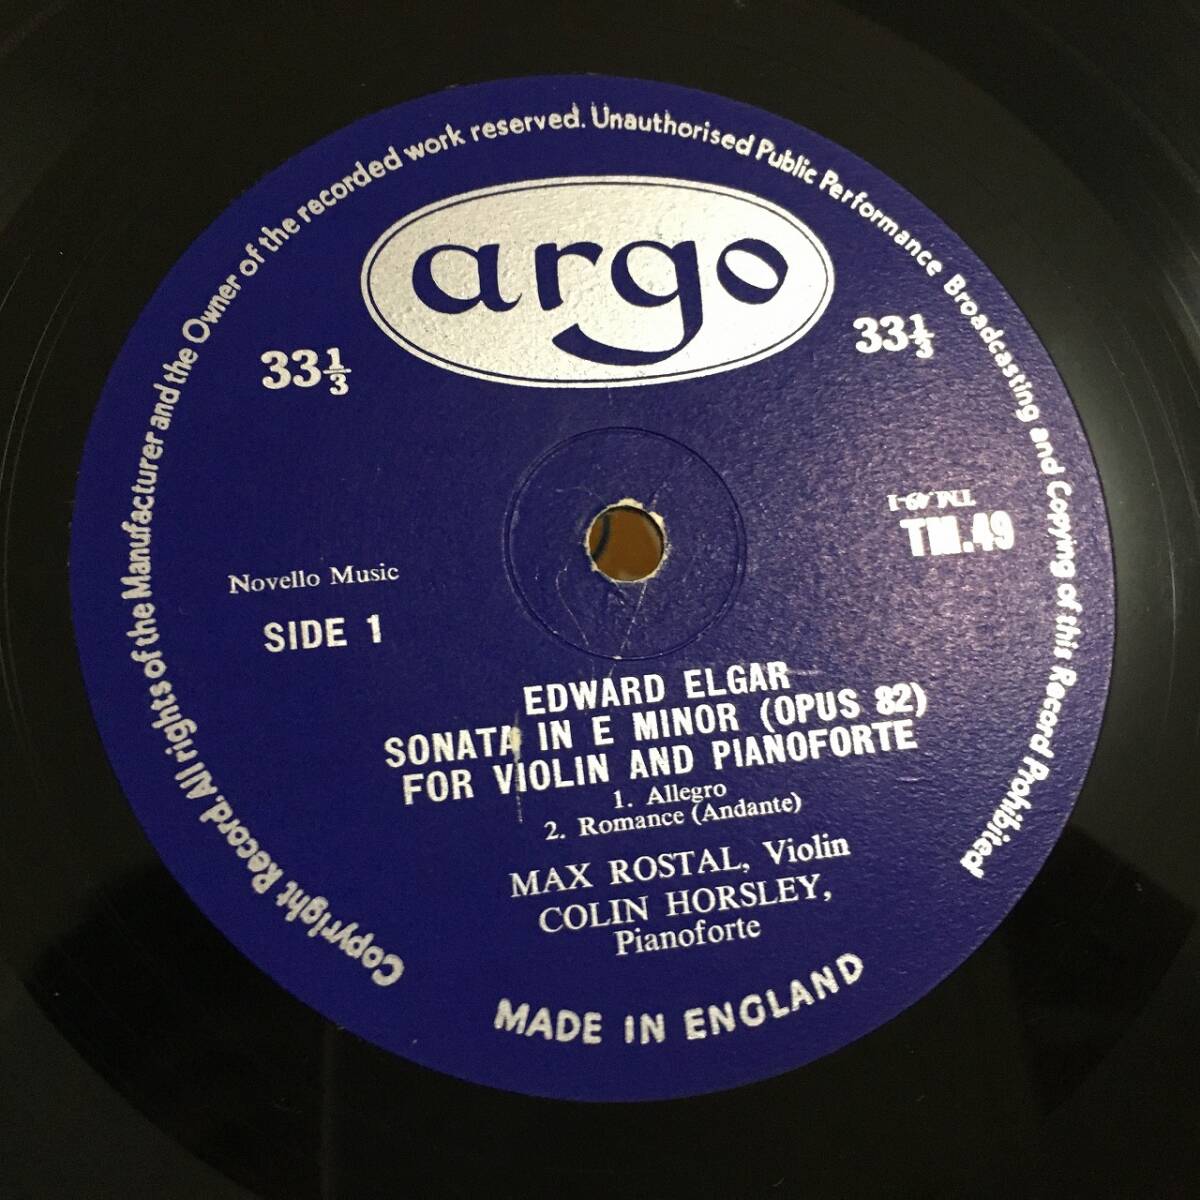 Copyright Record. All rights of the Manufacturer and the Owner of the recorded work reserved. Unauthorised Public Performance Broadcasting and Copying of this Record Prohibited
argo
33⅓
33⅓
TM.49-1
TM.49
Novello Music
SIDE 1
EDWARD ELGAR
SONATA IN E MINOR (OPUS 82)
FOR VIOLIN AND PIANOFORTE
1. Allegro
2. Romance (Andante)
MAX ROSTAL, Violin
COLIN HORSLEY,
Pianoforte
MADE IN ENGLAND